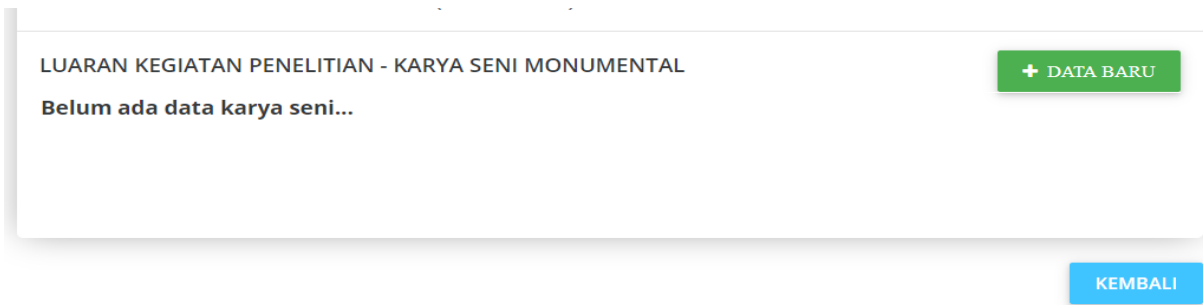 LUARAN KEGIATAN PENELITIAN - KARYA SENI MONUMENTAL
+ DATA BARU
Belum ada data karya seni...
KEMBALI